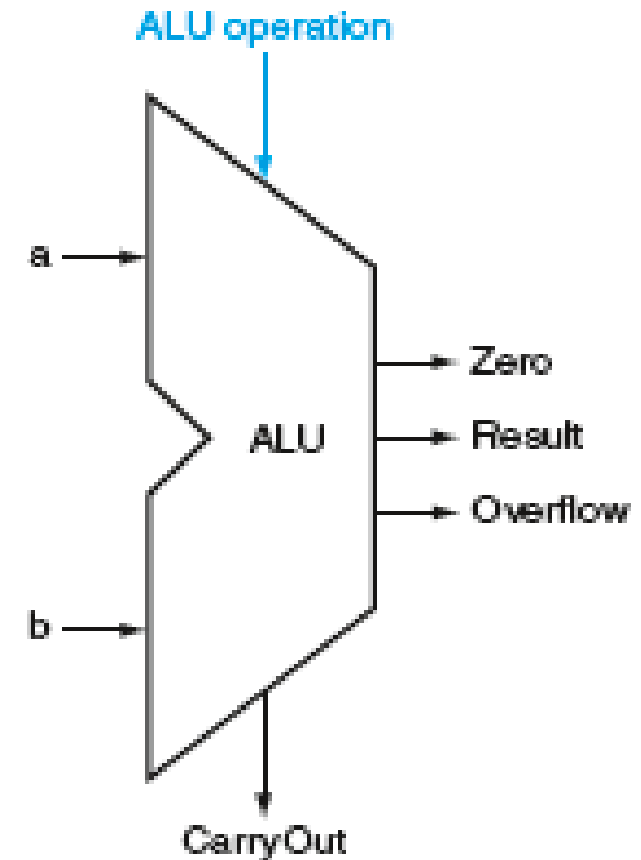 ALU operation
a
Zero
ALU
Result
Overflow
b
CarryOut